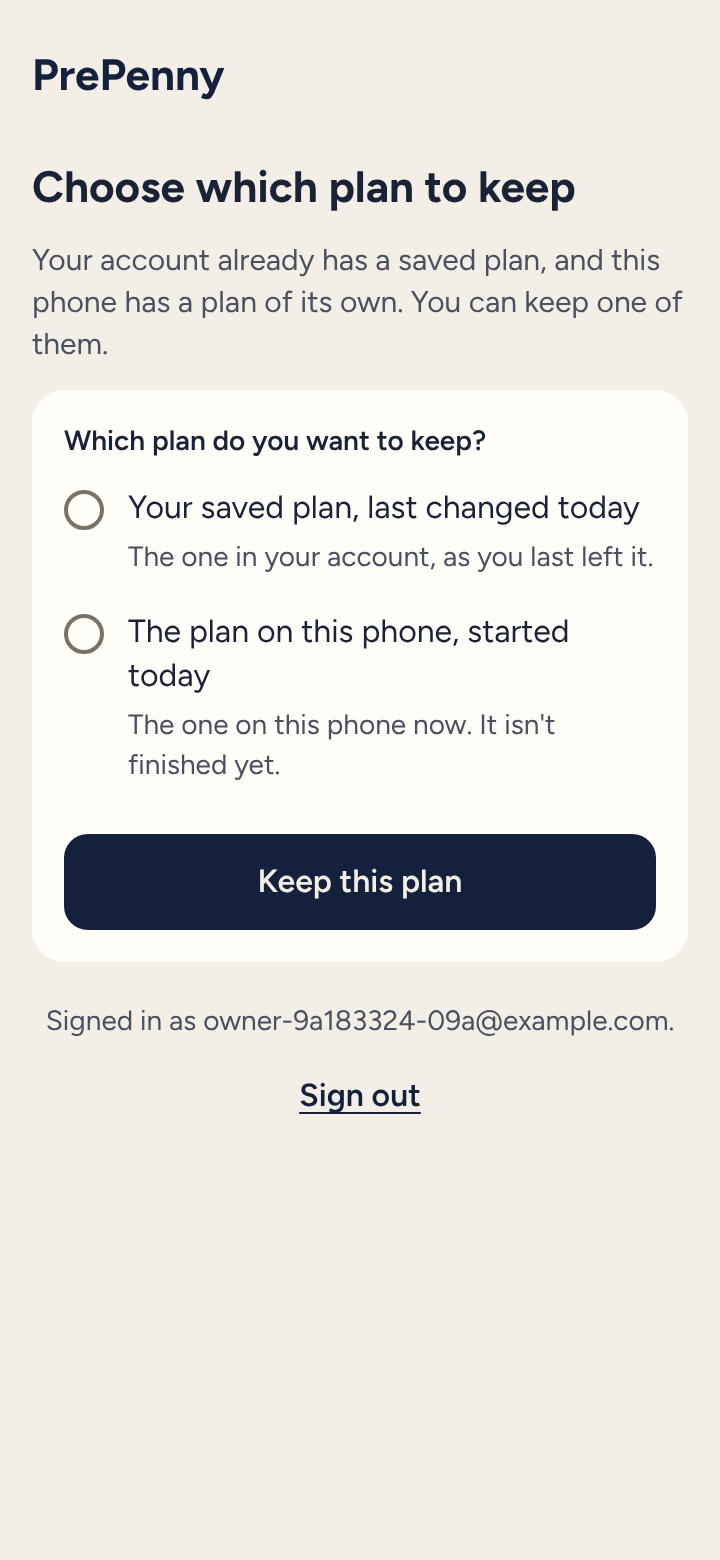 PrePenny
Choose which plan to keep
Your account already has a saved plan, and this
phone has a plan of its own. You can keep one of
them.
Which plan do you want to keep?
Your saved plan, last changed today
The one in your account, as you last left it.
The plan on this phone, started
today
The one on this phone now. It isn't
finished yet.
Keep this plan
Signed in as owner-9a183324-09a@example.com.
Sign out